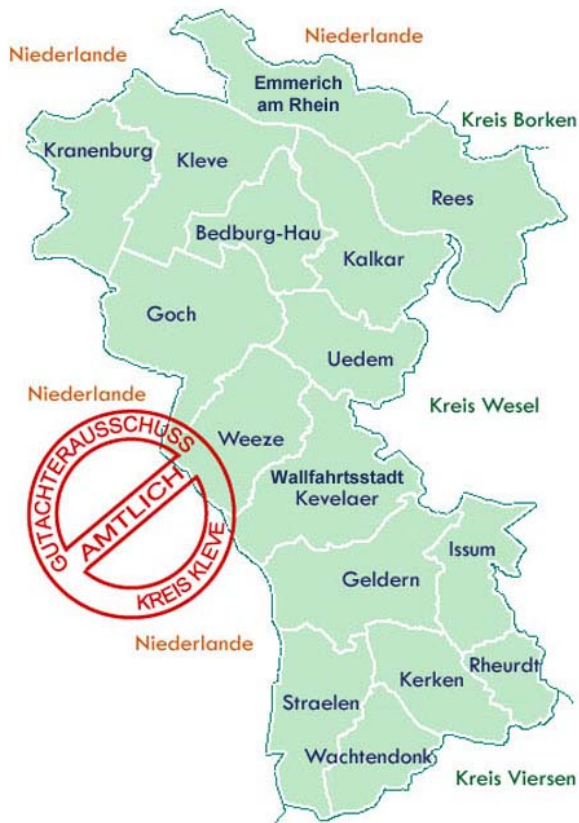 Niederlande
Niederlande
Emmerich
am Rhein
Kreis Borken
Kranenburg
Kleve
Rees
Bedburg-Hau
Kalkar
Goch
Uedem
Niederlande
Kreis Wesel
Weeze
GUTACHTERAUSSCHUSS
AMTLICH
KREIS KLEVE
Wallfahrtsstadt
Kevelaer
Issum
Geldern
Niederlande
Rheurdt
Kerken
Straelen
Wachtendonk
Kreis Viersen